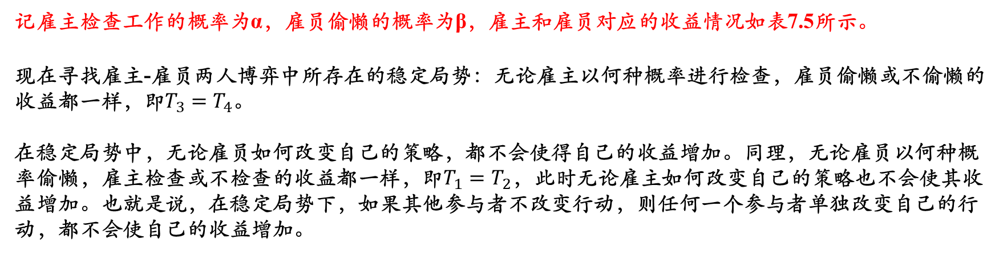 记雇主检查工作的概率为α，雇员偷懒的概率为β，雇主和雇员对应的收益情况如表7.5所示。
现在寻找雇主-雇员两人博弈中所存在的稳定局势：无论雇主以何种概率进行检查，雇员偷懒或不偷懒的
收益都一样，即T₃ = T₄。
在稳定局势中，无论雇员如何改变自己的策略，都不会使得自己的收益增加。同理，无论雇员以何种概
率偷懒，雇主检查或不检查的收益都一样，即T₁ = T₂，此时无论雇主如何改变自己的策略也不会使其收
益增加。也就是说，在稳定局势下，如果其他参与者不改变行动，则任何一个参与者单独改变自己的行
动，都不会使自己的收益增加。